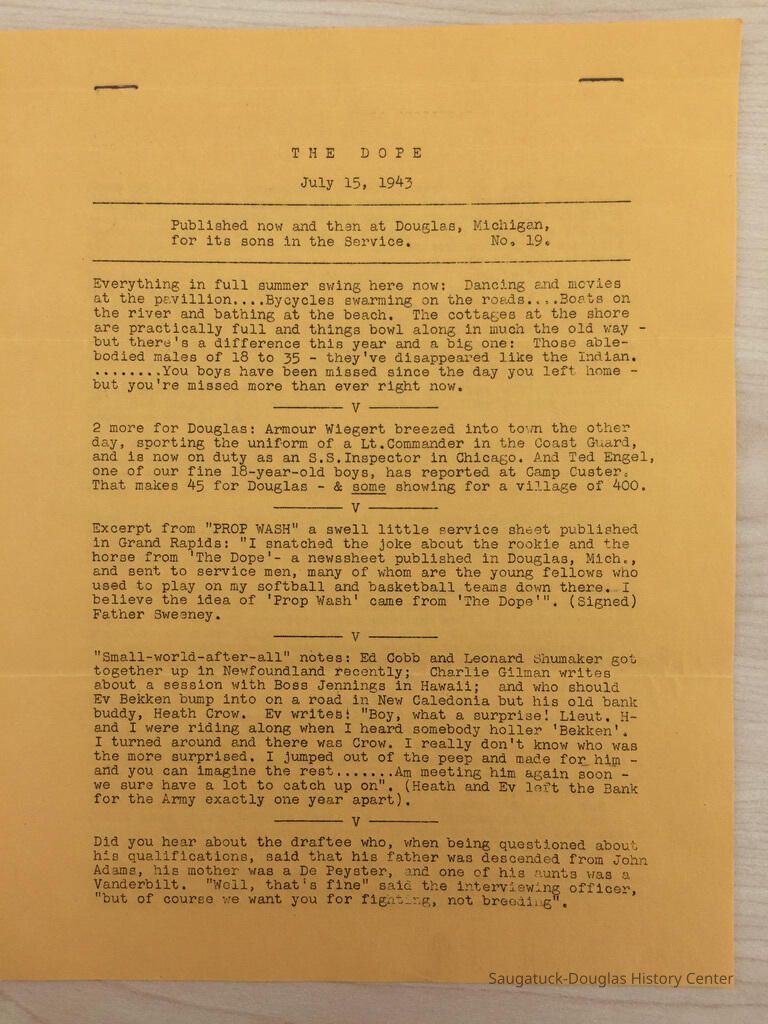 THE DOPE
July 15, 1943
Published now and then at Douglas, Michigan,
for its sons in the Service. No. 19.
Everything in full summer swing here now: Dancing and movies
at the pavillion....Bycycles swarming on the roads....Boats on
the river and bathing at the beach. The cottages at the shore
are practically full and things bowl along in much the old way -
but there's a difference this year and a big one: Those able-
bodied males of 18 to 35 - they've disappeared like the Indian.
........You boys have been missed since the day you left home -
but you're missed more than ever right now.
V
2 more for Douglas: Armour Wiegert breezed into town the other
day, sporting the uniform of a Lt.Commander in the Coast Guard,
and is now on duty as an S.S.Inspector in Chicago. And Ted Engel,
one of our fine 18-year-old boys, has reported at Camp Custer.
That makes 45 for Douglas - & some showing for a village of 400.
V
Excerpt from "PROP WASH" a swell little service sheet published
in Grand Rapids: "I snatched the joke about the rookie and the
horse from 'The Dope'- a newssheet published in Douglas, Mich.,
and sent to service men, many of whom are the young fellows who
used to play on my softball and basketball teams down there. I
believe the idea of 'Prop Wash' came from 'The Dope'". (Signed)
Father Sweeney.
V
"Small-world-after-all" notes: Ed Cobb and Leonard Shumaker got
together up in Newfoundland recently; Charlie Gilman writes
about a session with Boss Jennings in Hawaii; and who should
Ev Bekken bump into on a road in New Caledonia but his old bank
buddy, Heath Crow. Ev writes: "Boy, what a surprise! Lieut. H-
and I were riding along when I heard somebody holler 'Bekken'.
I turned around and there was Crow. I really don't know who was
the more surprised. I jumped out of the peep and made for him -
and you can imagine the rest.......Am meeting him again soon -
we sure have a lot to catch up on". (Heath and Ev left the Bank
for the Army exactly one year apart).
V
Did you hear about the draftee who, when being questioned about
his qualifications, said that his father was descended from John
Adams, his mother was a De Peyster, and one of his aunts was a
Vanderbilt. "Well, that's fine" said the interviewing officer,
"but of course we want you for fighting, not breeding".
Saugatuck-Douglas History Center